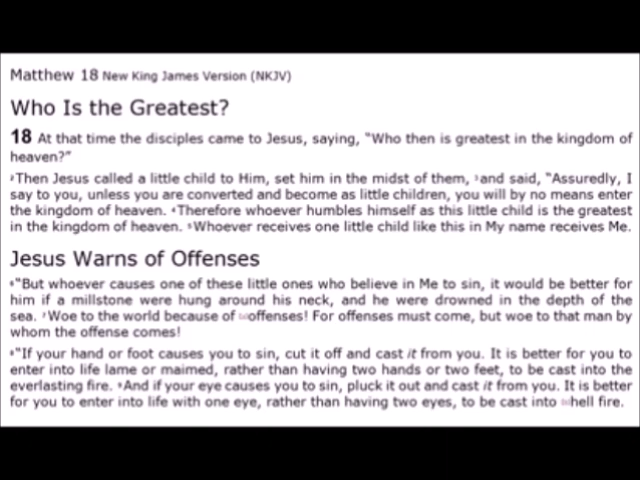 Matthew 18 New King James Version (NKJV)
Who Is the Greatest?
18 At that time the disciples came to Jesus, saying, "Who then is greatest in the kingdom of
heaven?"
2Then Jesus called a little child to Him, set him in the midst of them, 3and said, "Assuredly, I
say to you, unless you are converted and become as little children, you will by no means enter
the kingdom of heaven. 4Therefore whoever humbles himself as this little child is the greatest
in the kingdom of heaven. 5Whoever receives one little child like this in My name receives Me.
Jesus Warns of Offenses
6"But whoever causes one of these little ones who believe in Me to sin, it would be better for
him if a millstone were hung around his neck, and he were drowned in the depth of the
sea. 7Woe to the world because of offenses! For offenses must come, but woe to that man by
whom the offense comes!
8"If your hand or foot causes you to sin, cut it off and cast it from you. It is better for you to
enter into life lame or maimed, rather than having two hands or two feet, to be cast into the
everlasting fire. 9And if your eye causes you to sin, pluck it out and cast it from you. It is better
for you to enter into life with one eye, rather than having two eyes, to be cast into hell fire.